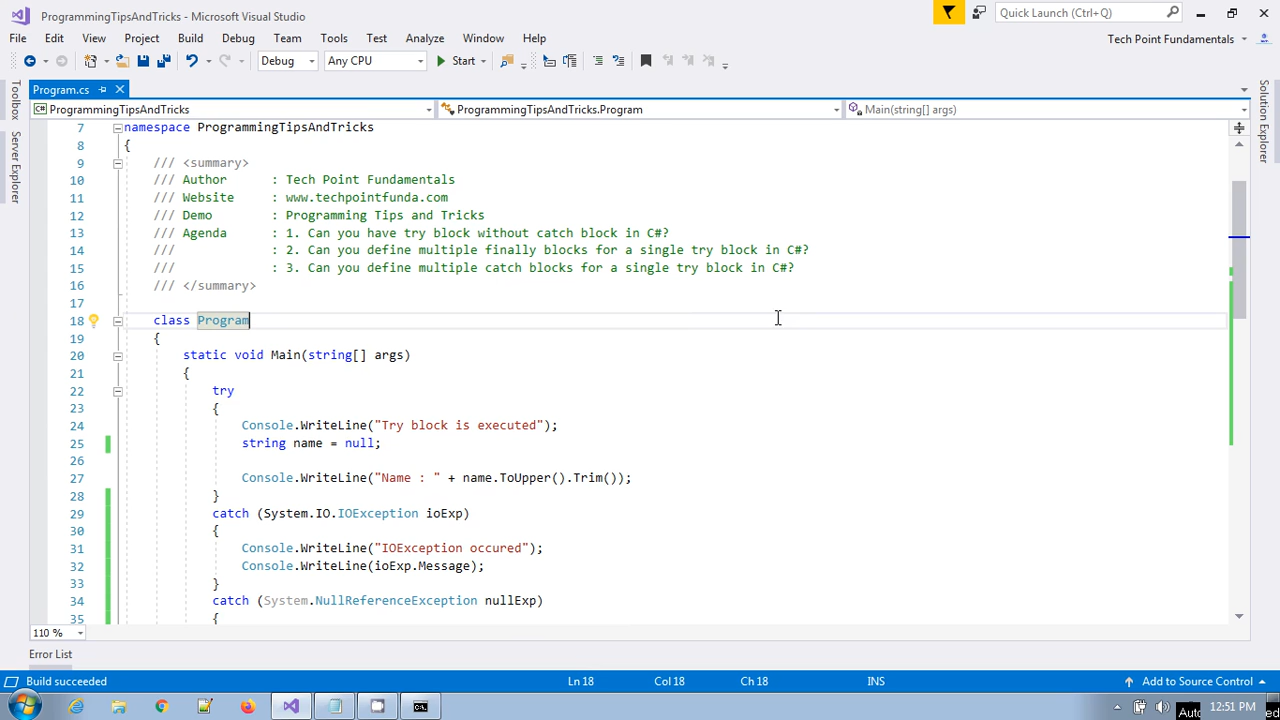 ProgrammingTipsAndTricks - Microsoft Visual Studio
Quick Launch (Ctrl+Q)
File Edit View Project Build Debug Team Tools Test Analyze Window Help
Tech Point Fundamentals
Debug Any CPU Start
Program.cs
ProgrammingTipsAndTricks ProgrammingTipsAndTricks.Program Main(string[] args)
Toolbox
Server Explorer
Solution Explorer
7 namespace ProgrammingTipsAndTricks
8 {
9 /// <summary>
10 /// Author : Tech Point Fundamentals
11 /// Website : www.techpointfunda.com
12 /// Demo : Programming Tips and Tricks
13 /// Agenda : 1. Can you have try block without catch block in C#?
14 /// : 2. Can you define multiple finally blocks for a single try block in C#?
15 /// : 3. Can you define multiple catch blocks for a single try block in C#?
16 /// </summary>
17
18 class Program
19 {
20 static void Main(string[] args)
21 {
22 try
23 {
24 Console.WriteLine("Try block is executed");
25 string name = null;
26
27 Console.WriteLine("Name : " + name.ToUpper().Trim());
28 }
29 catch (System.IO.IOException ioExp)
30 {
31 Console.WriteLine("IOException occured");
32 Console.WriteLine(ioExp.Message);
33 }
34 catch (System.NullReferenceException nullExp)
35 {
110 %
Error List
Build succeeded Ln 18 Col 18 Ch 18 INS Add to Source Control
12:51 PM